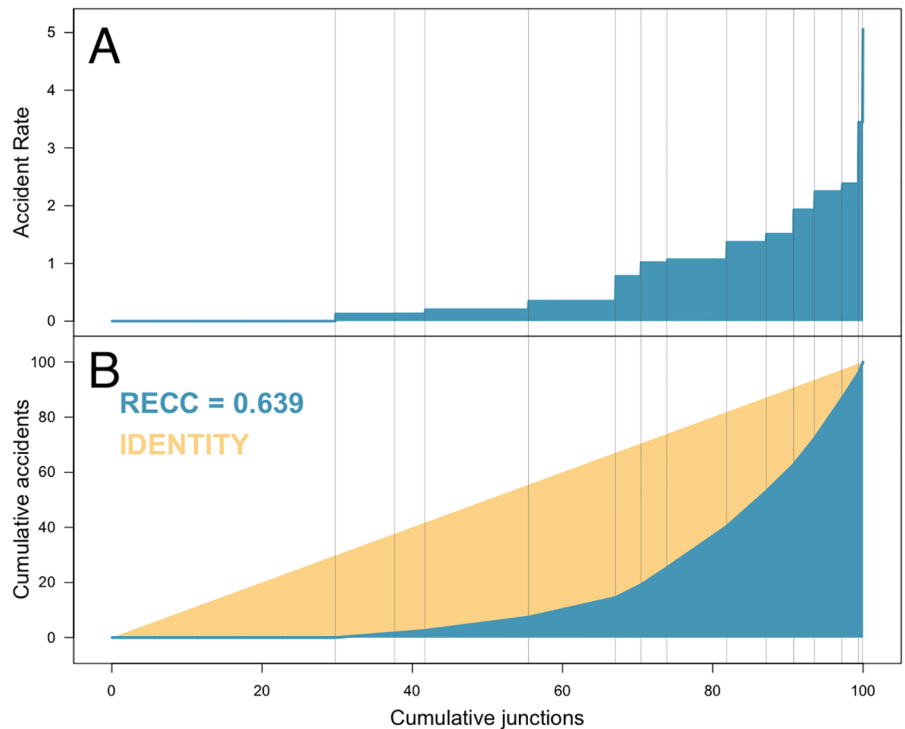 A
Accident Rate
5
4
3
2
1
0
B
RECC = 0.639
IDENTITY
Cumulative accidents
100
80
60
40
20
0
0 20 40 60 80 100
Cumulative junctions